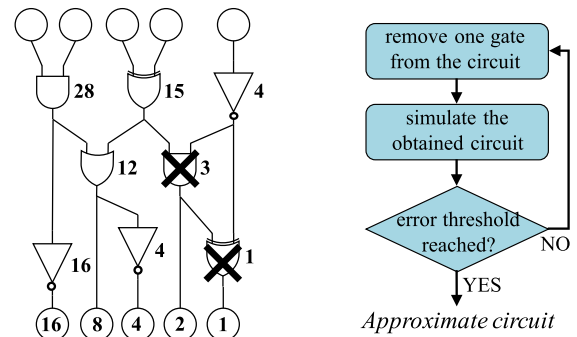 28
15
4
12
3
16
4
1
16
8
4
2
1
remove one gate
from the circuit
simulate the
obtained circuit
error threshold
reached?
NO
YES
Approximate circuit